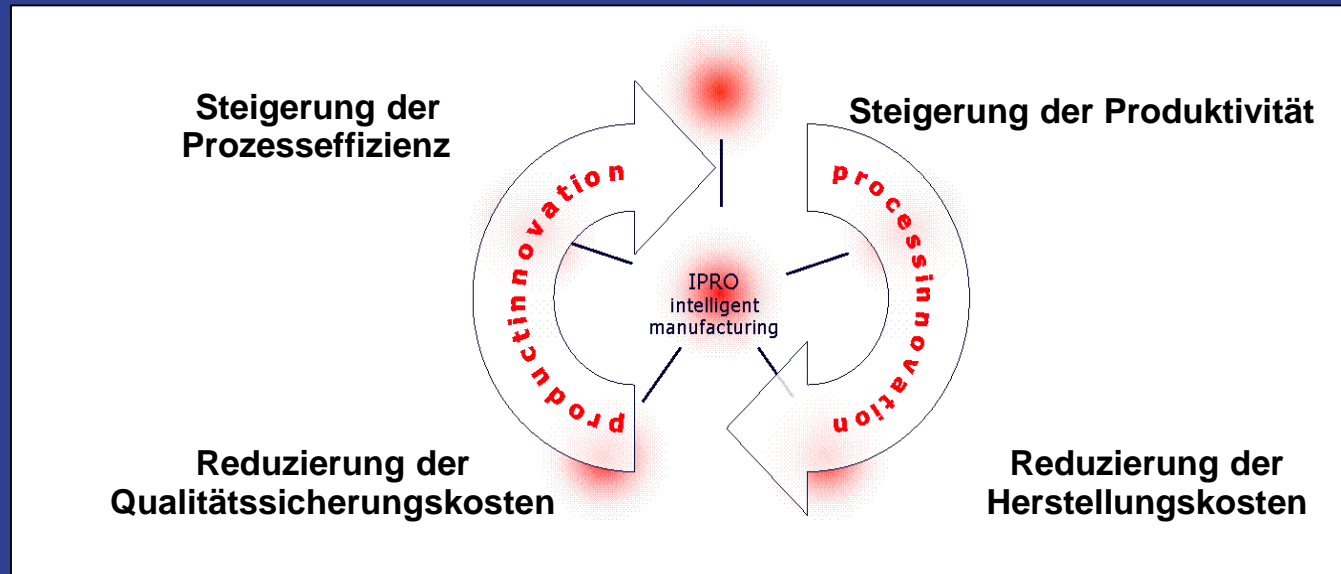 Steigerung der
Prozesseffizienz
Steigerung der Produktivität
productinnovation
processinnovation
IPRO
intelligent
manufacturing
Reduzierung der
Qualitätssicherungskosten
Reduzierung der
Herstellungskosten